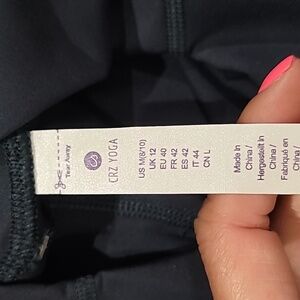 Tear Away
CRZ YOGA
US M(8/10)
UK 12
EU 40
FR 42
ES 42
IT 44
CN L
Made In
China /
Hergestellt In
China /
Fabriqué en
China /